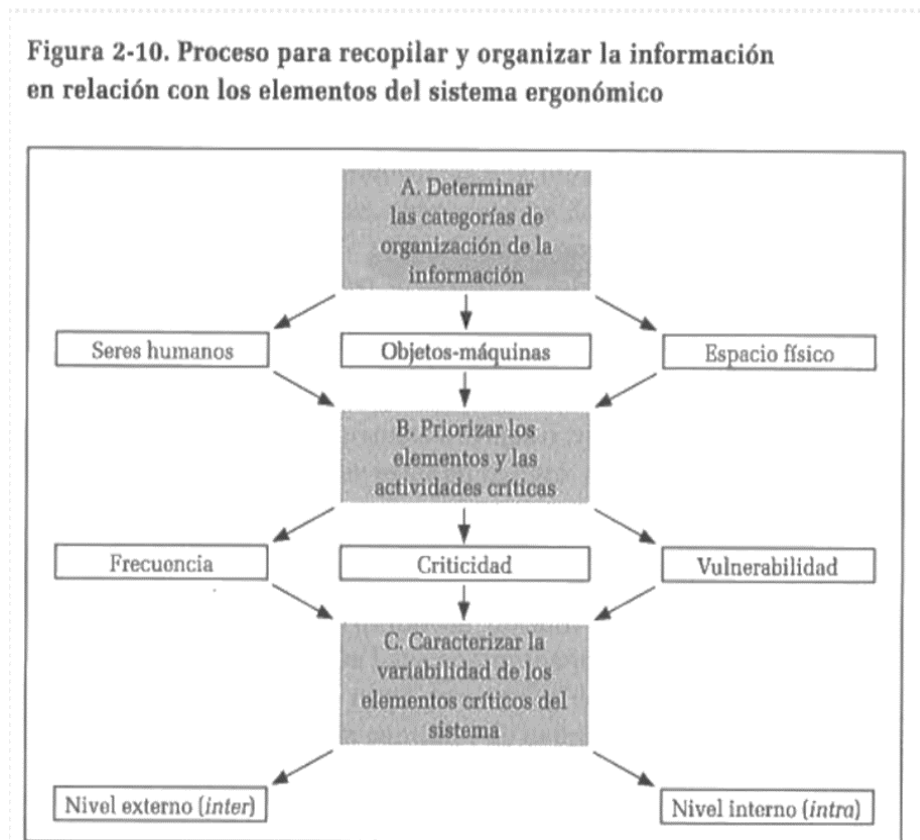 Figura 2-10. Proceso para recopilar y organizar la información
en relación con los elementos del sistema ergonómico
A. Determinar
las categorías de
organización de la
información
Seres humanos
Objetos-máquinas
Espacio físico
B. Priorizar los
elementos y las
actividades críticas
Frecuencia
Criticidad
Vulnerabilidad
C. Caracterizar la
variabilidad de los
elementos críticos del
sistema
Nivel externo (inter)
Nivel interno (intra)